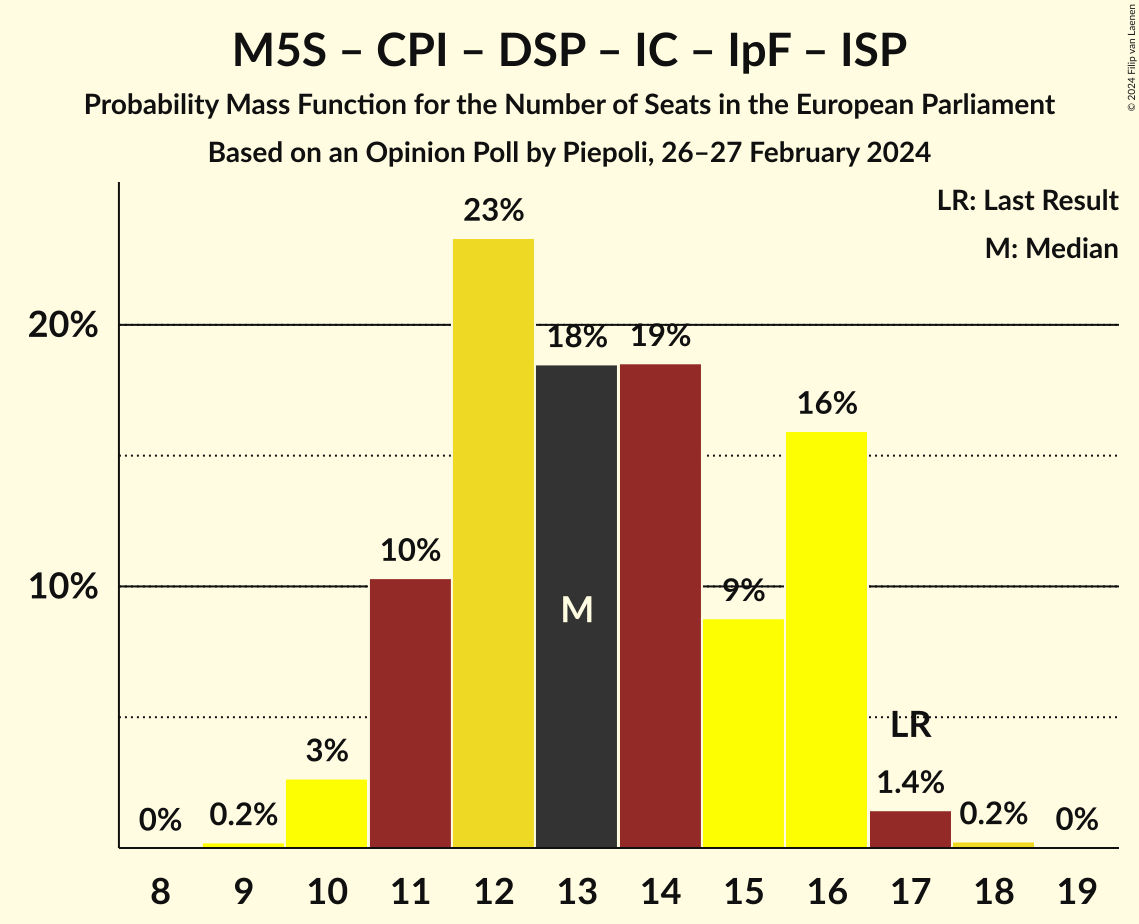 M5S – CPI – DSP – IC – IpF – ISP
Probability Mass Function for the Number of Seats in the European Parliament
Based on an Opinion Poll by Piepoli, 26–27 February 2024
© 2024 Filip van Laenen
LR: Last Result
M: Median
20%
10%
0%
0.2%
3%
10%
23%
18%
19%
9%
16%
1.4%
0.2%
0%
M
LR
8 9 10 11 12 13 14 15 16 17 18 19